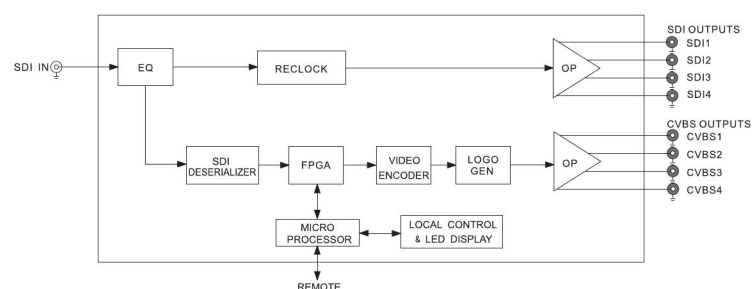 SDI OUTPUTS
SDI1
SDI IN
EQ
RECLOCK
OP
SDI2
SDI3
SDI4
CVBS OUTPUTS
CVBS1
SDI
DESERIALIZER
FPGA
VIDEO
ENCODER
LOGO
GEN
OP
CVBS2
CVBS3
CVBS4
MICRO
PROCESSOR
LOCAL CONTROL
& LED DISPLAY
REMOTE